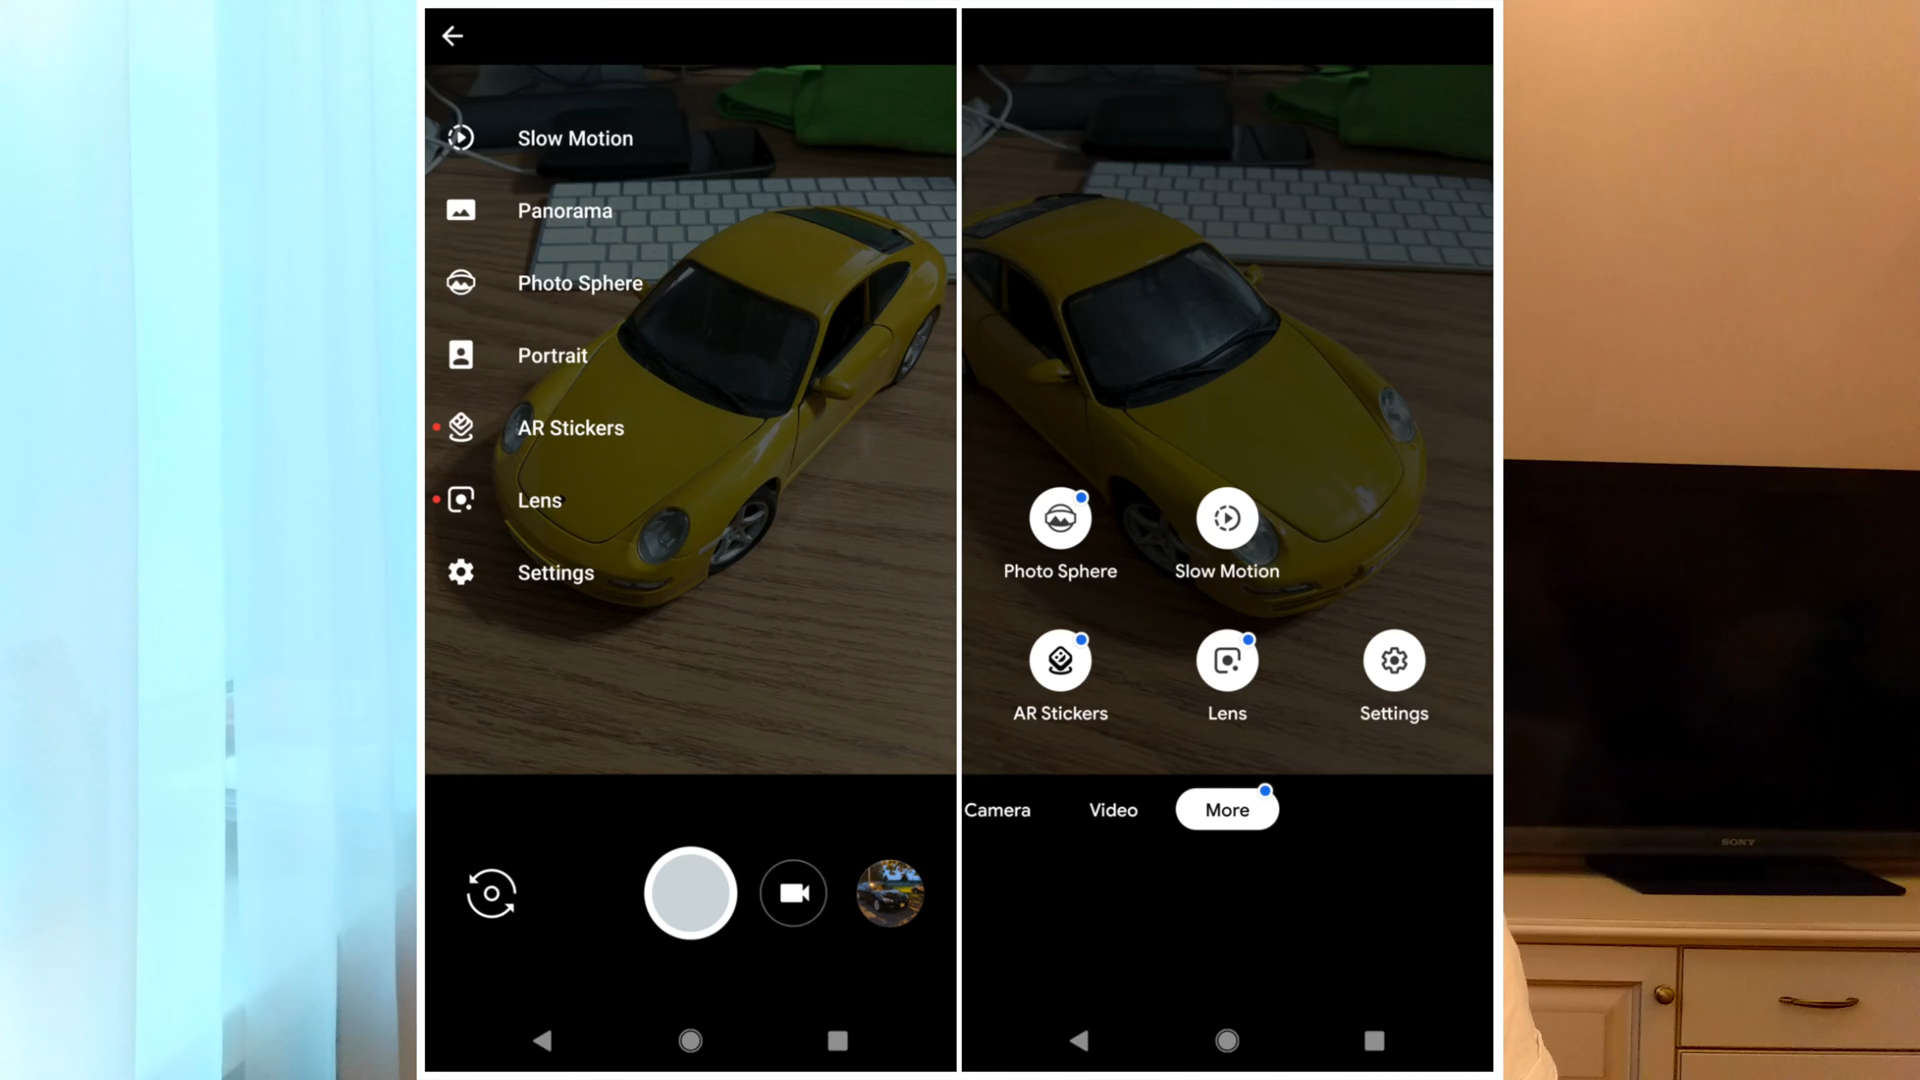 Slow Motion
Panorama
Photo Sphere
Portrait
AR Stickers
Lens
Settings
Photo Sphere
Slow Motion
AR Stickers
Lens
Settings
Camera
Video
More
SONY